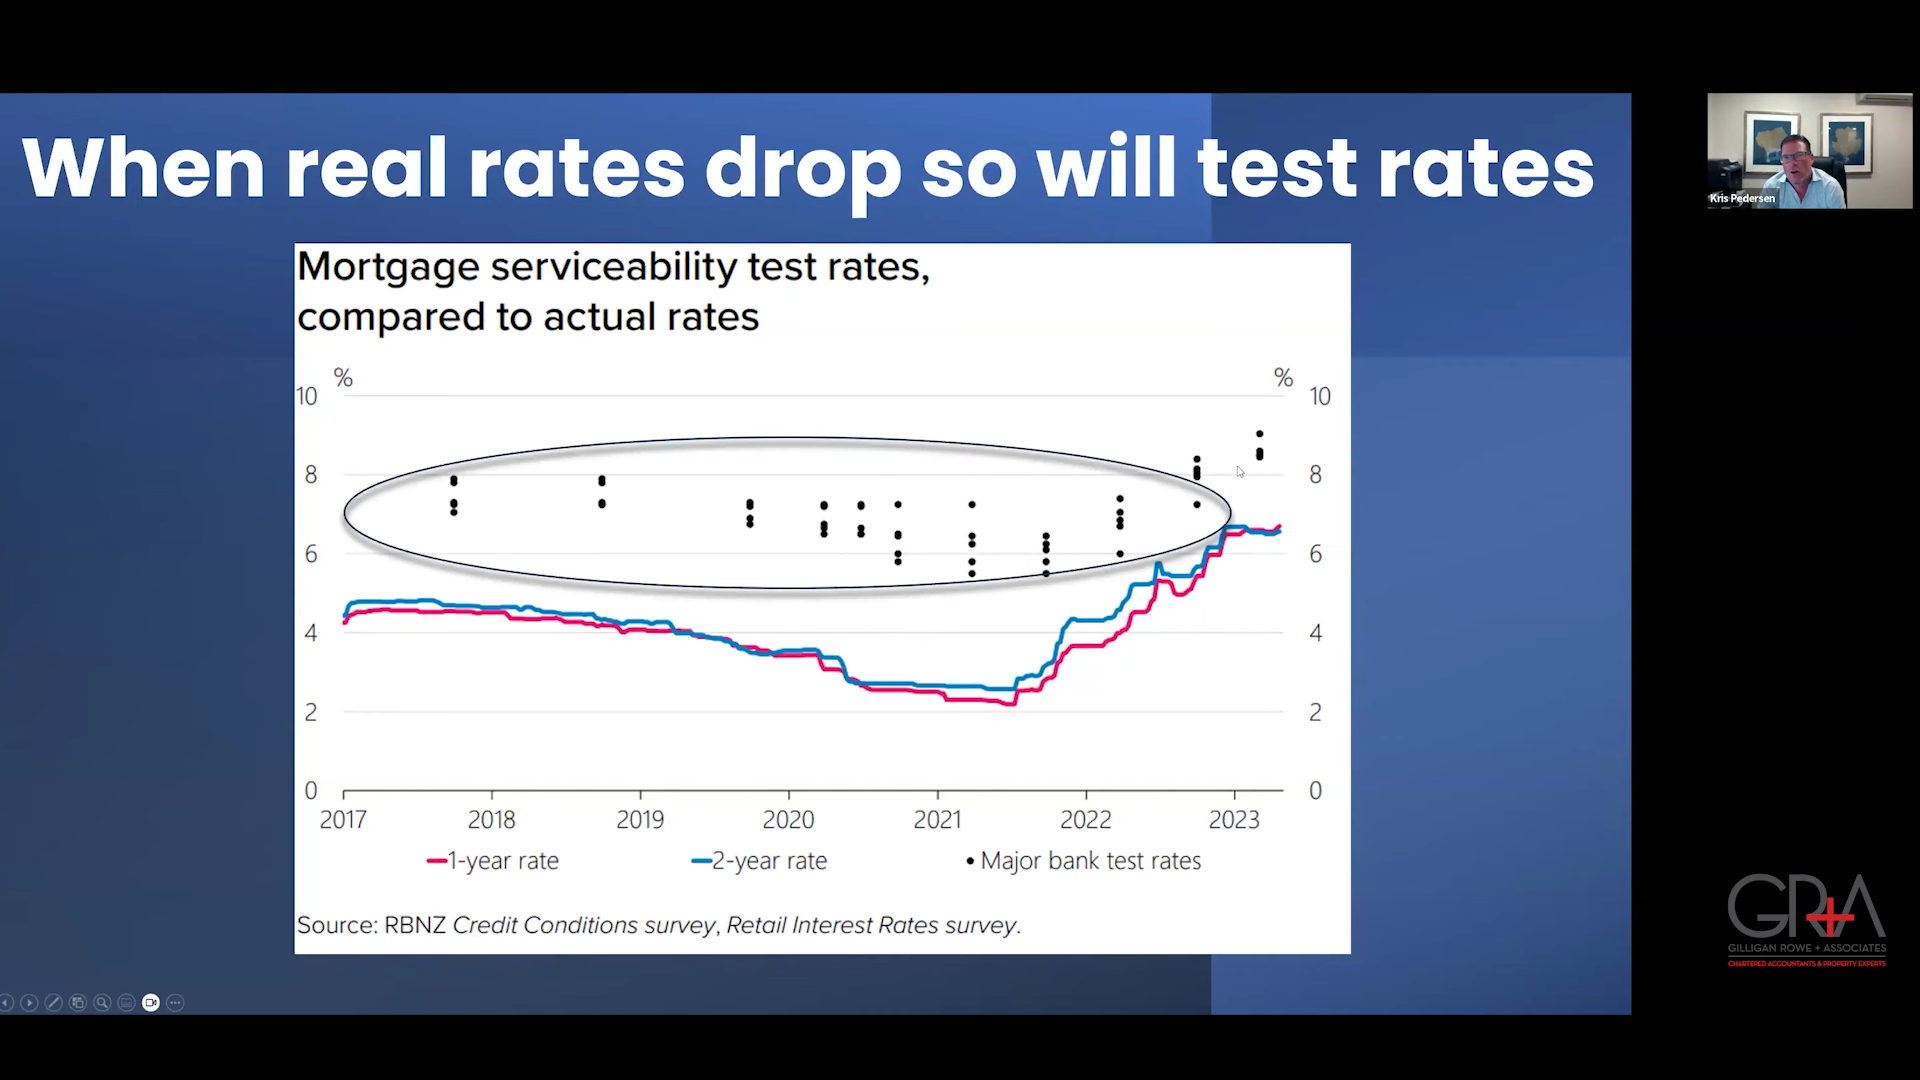 When real rates drop so will test rates
Kris Pedersen
Mortgage serviceability test rates,
compared to actual rates
% %
10 10
8 8
6 6
4 4
2 2
0 0
2017 2018 2019 2020 2021 2022 2023
1-year rate 2-year rate Major bank test rates
Source: RBNZ Credit Conditions survey, Retail Interest Rates survey.
GRA
GILLIGAN ROWE + ASSOCIATES
CHARTERED ACCOUNTANTS & PROPERTY EXPERTS